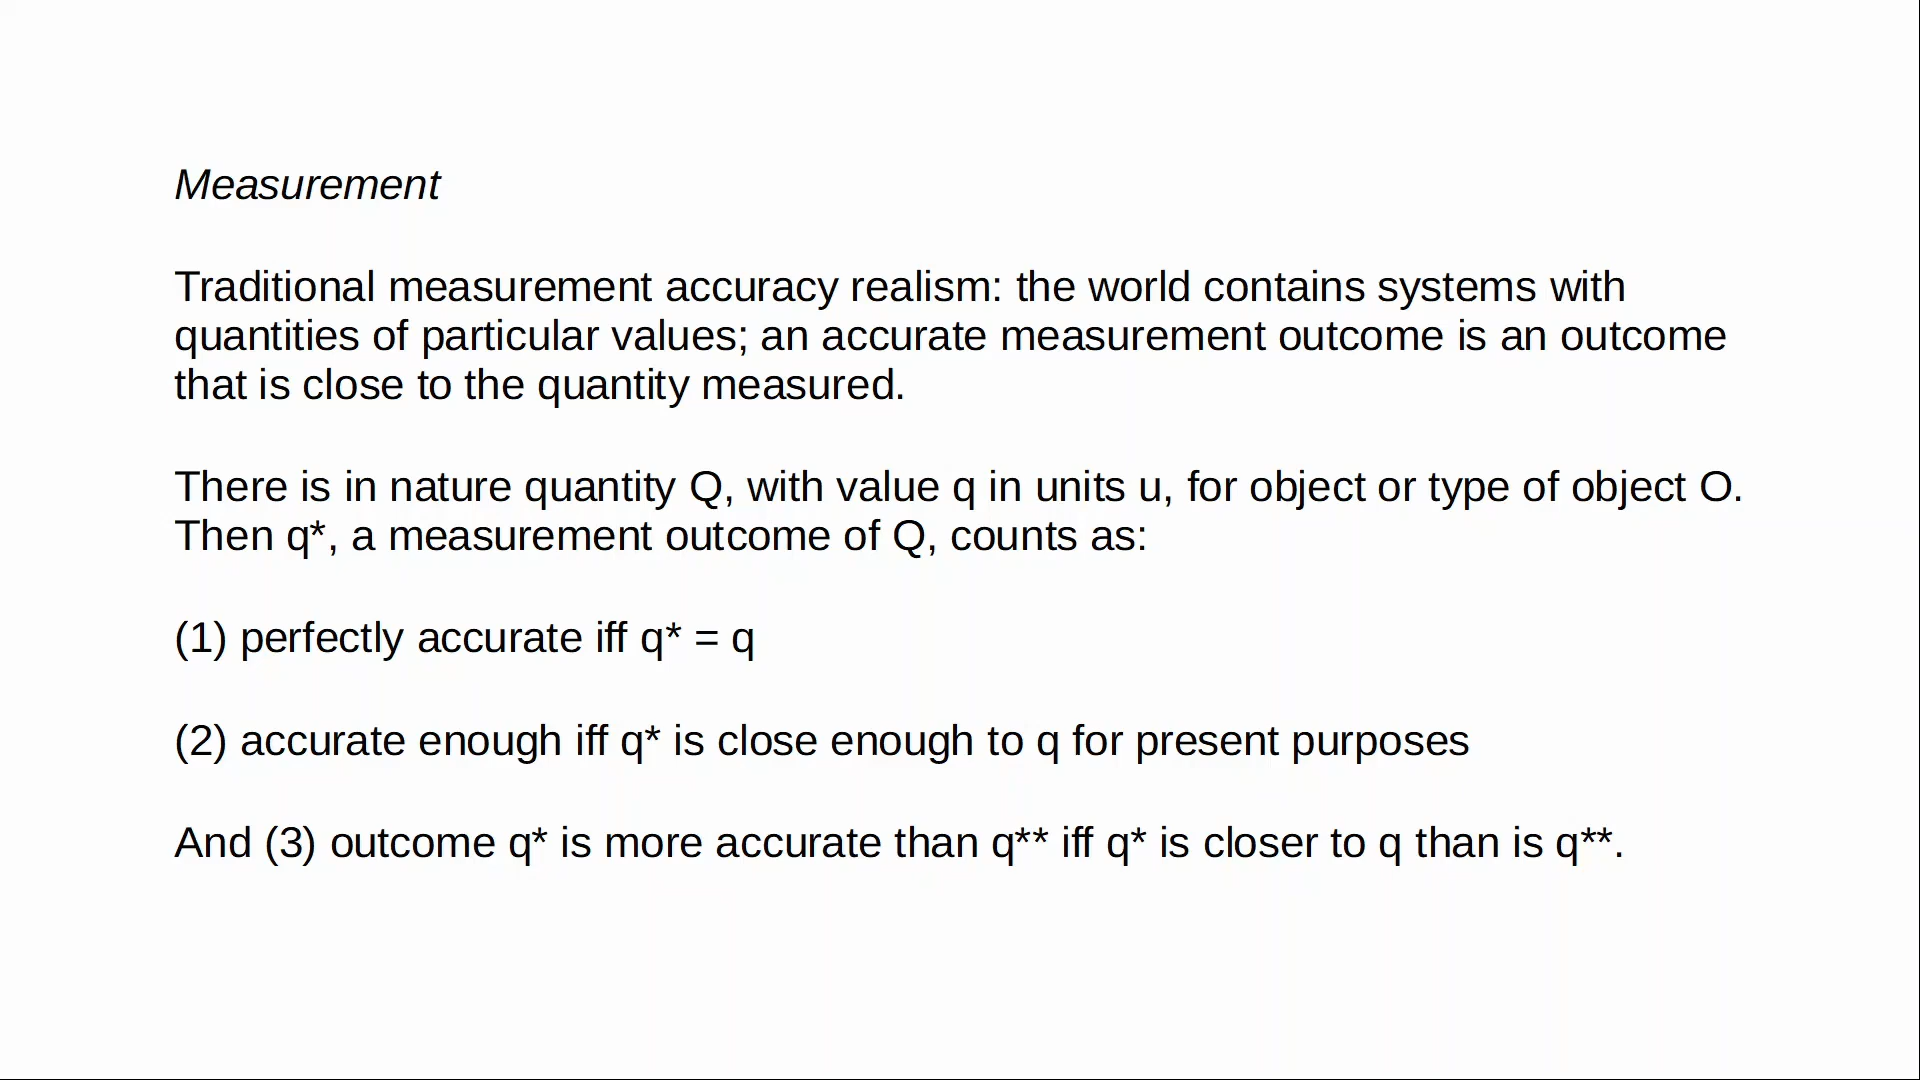 Measurement
Traditional measurement accuracy realism: the world contains systems with
quantities of particular values; an accurate measurement outcome is an outcome
that is close to the quantity measured.
There is in nature quantity Q, with value q in units u, for object or type of object O.
Then q*, a measurement outcome of Q, counts as:
(1) perfectly accurate iff q* = q
(2) accurate enough iff q* is close enough to q for present purposes
And (3) outcome q* is more accurate than q** iff q* is closer to q than is q**.